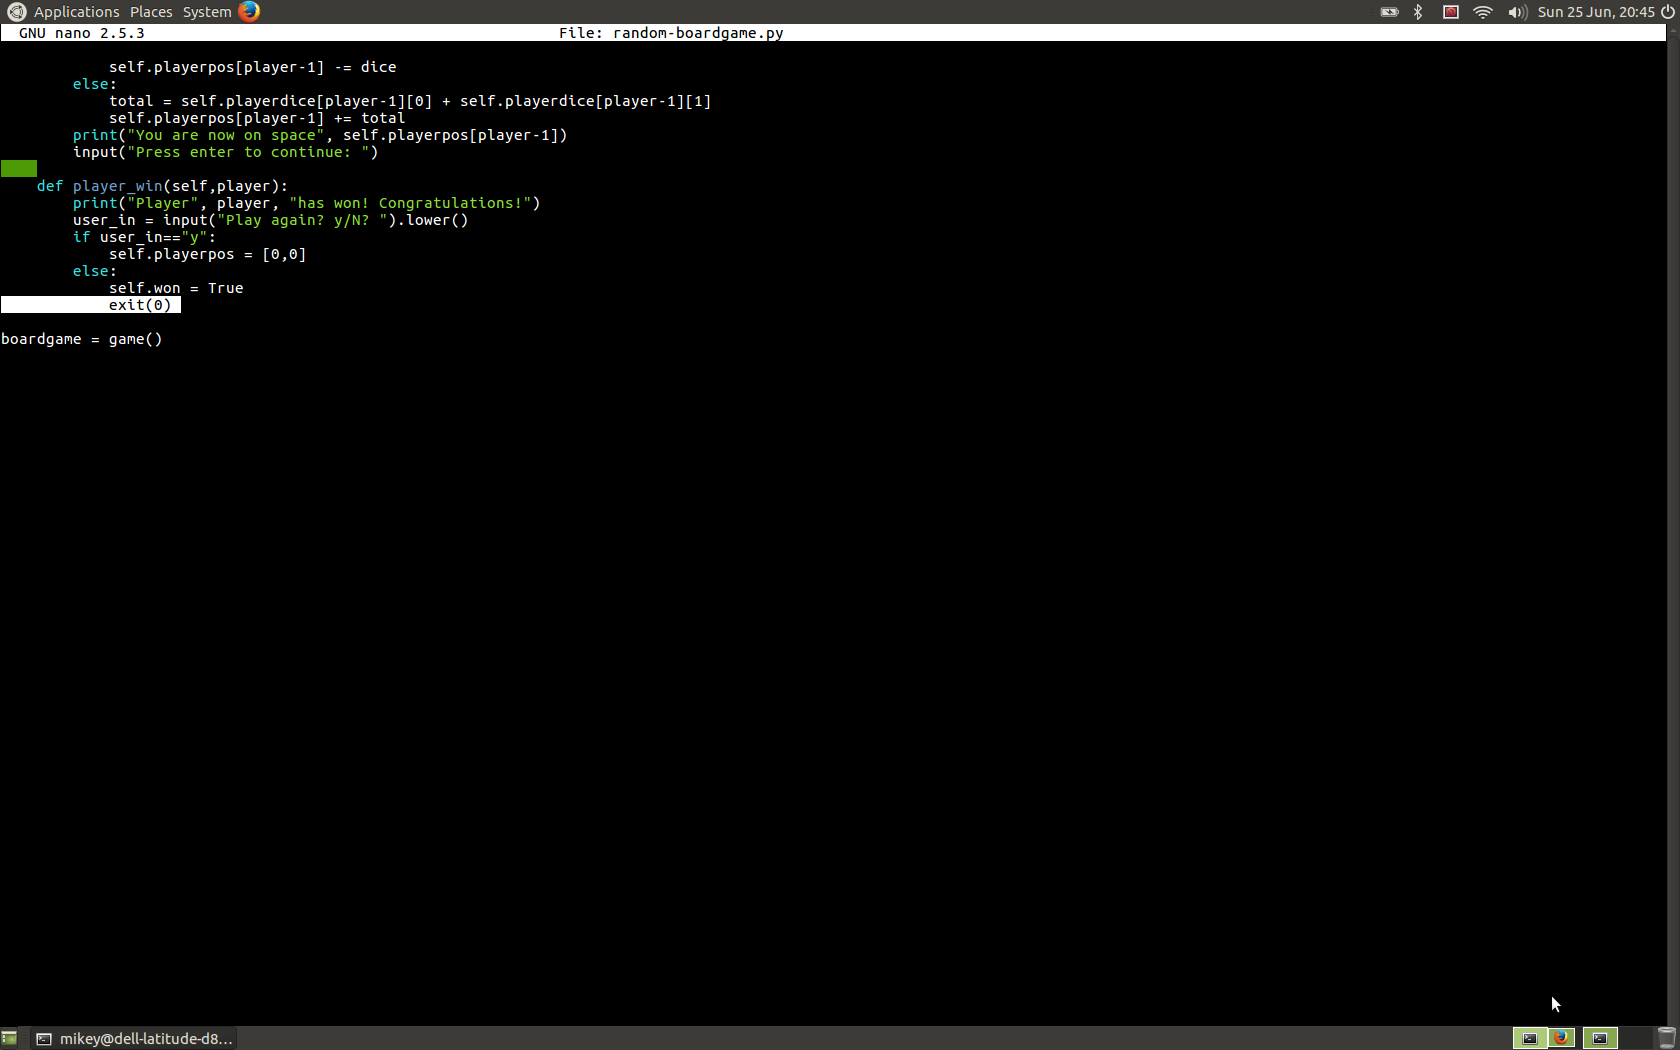 Applications Places System Sun 25 Jun, 20:45
GNU nano 2.5.3 File: random-boardgame.py
            self.playerpos[player-1] -= dice
        else:
            total = self.playerdice[player-1][0] + self.playerdice[player-1][1]
            self.playerpos[player-1] += total
        print("You are now on space", self.playerpos[player-1])
        input("Press enter to continue: ")
    def player_win(self,player):
        print("Player", player, "has won! Congratulations!")
        user_in = input("Play again? y/N? ").lower()
        if user_in=="y":
            self.playerpos = [0,0]
        else:
            self.won = True
            exit(0)
boardgame = game()
mikey@dell-latitude-d8...